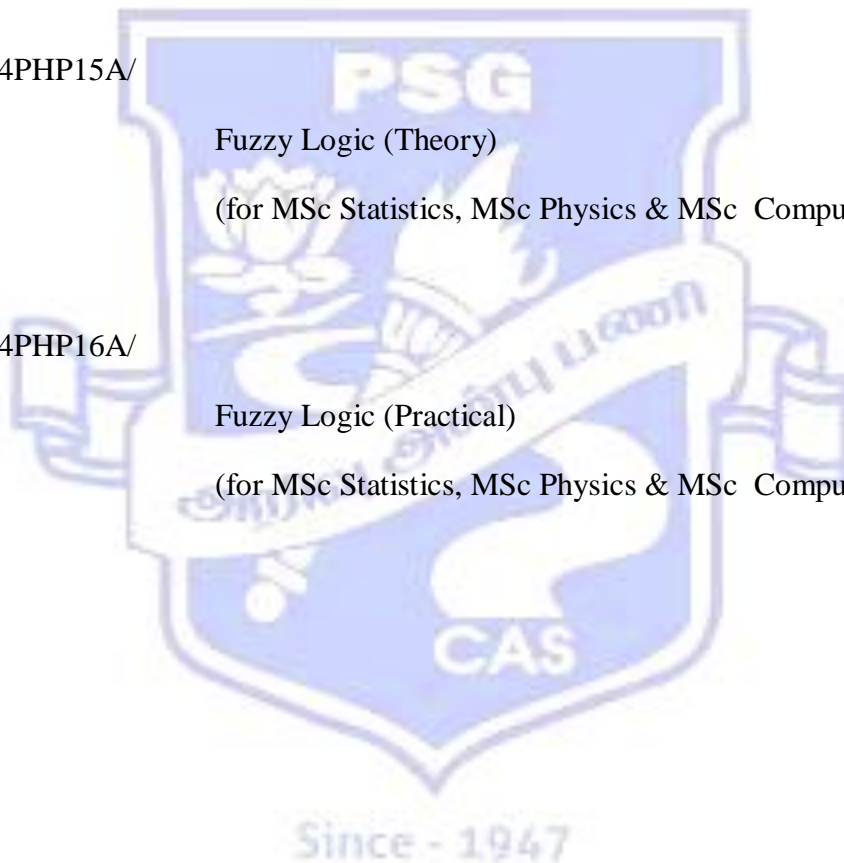 PSG
4PHP15A/
Fuzzy Logic (Theory)
(for MSc Statistics, MSc Physics & MSc Compu
4PHP16A/
Fuzzy Logic (Practical)
(for MSc Statistics, MSc Physics & MSc Compu
CAS
Since - 1947